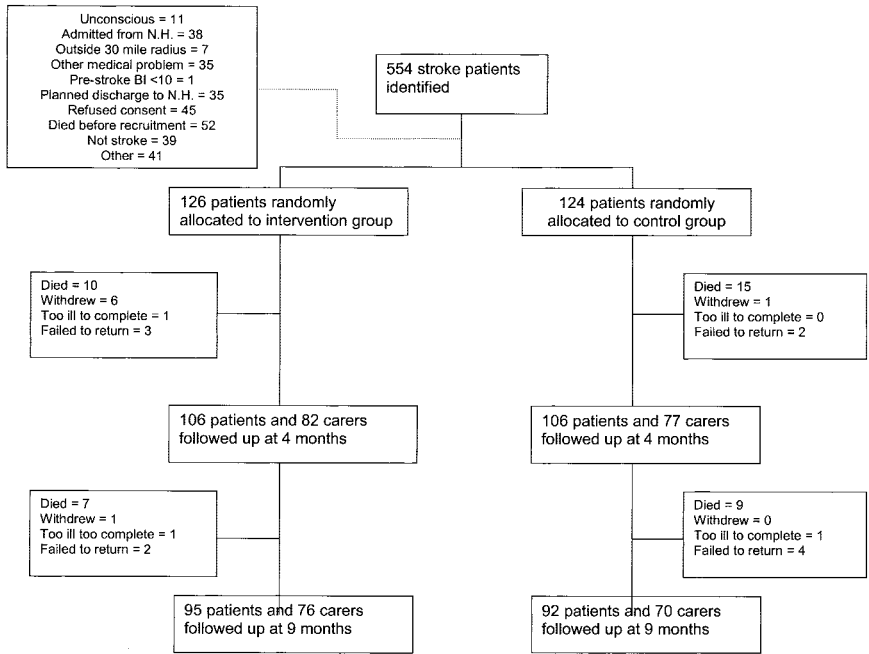 Unconscious = 11
Admitted from N.H. = 38
Outside 30 mile radius = 7
Other medical problem = 35
Pre-stroke BI <10 = 1
Planned discharge to N.H. = 35
Refused consent = 45
Died before recruitment = 52
Not stroke = 39
Other = 41
554 stroke patients
identified
126 patients randomly
allocated to intervention group
124 patients randomly
allocated to control group
Died = 10
Withdrew = 6
Too ill to complete = 1
Failed to return = 3
Died = 15
Withdrew = 1
Too ill to complete = 0
Failed to return = 2
106 patients and 82 carers
followed up at 4 months
106 patients and 77 carers
followed up at 4 months
Died = 7
Withdrew = 1
Too ill too complete = 1
Failed to return = 2
Died = 9
Withdrew = 0
Too ill to complete = 1
Failed to return = 4
95 patients and 76 carers
followed up at 9 months
92 patients and 70 carers
followed up at 9 months